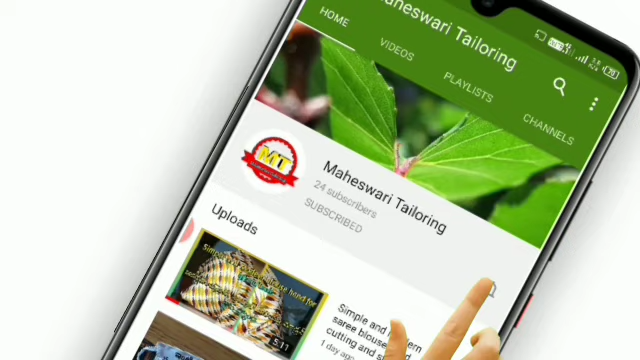 Maheswari Tailoring
HOME
VIDEOS
PLAYLISTS
CHANNELS
MT
Maheswari Tailoring
24 subscribers
SUBSCRIBED
Uploads
5:11
Simple and modern
saree blouse
cutting and
1 day ago